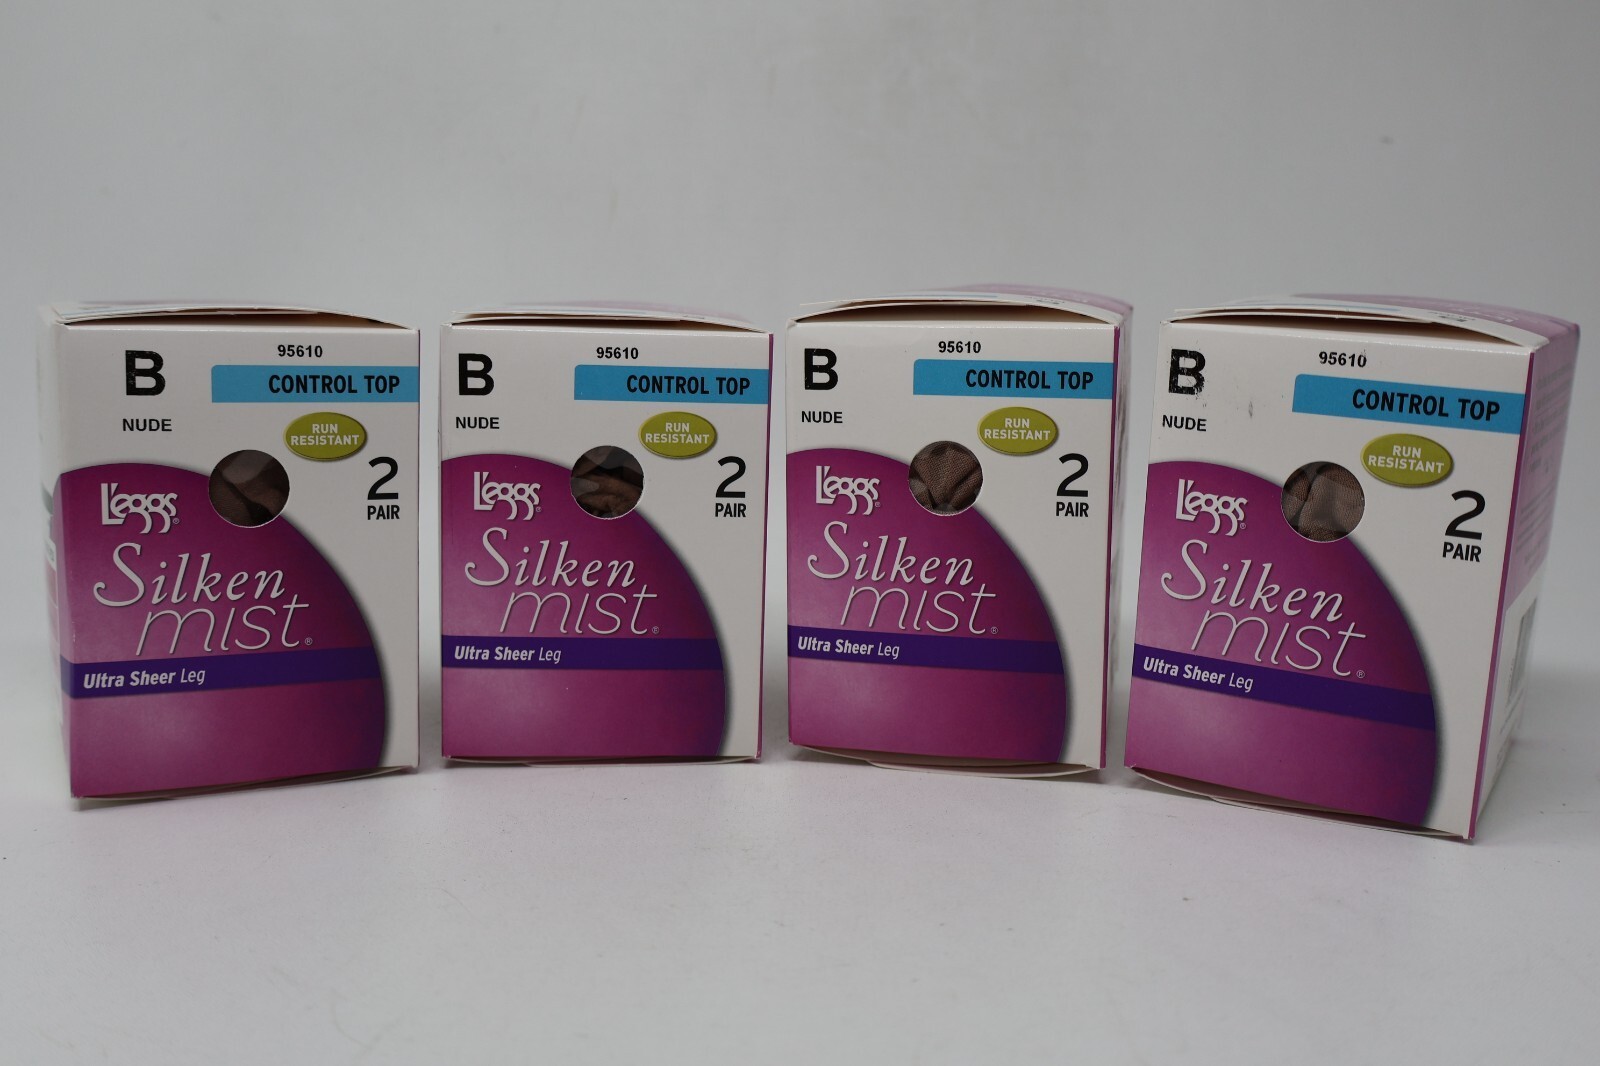 B
95610
CONTROL TOP
NUDE
RUN
RESISTANT
2
PAIR
L'eggs®
Silken
mist®
Ultra Sheer Leg
B
95610
CONTROL TOP
NUDE
RUN
RESISTANT
2
PAIR
L'eggs®
Silken
mist®
Ultra Sheer Leg
B
95610
CONTROL TOP
NUDE
RUN
RESISTANT
2
PAIR
L'eggs®
Silken
mist®
Ultra Sheer Leg
B
95610
CONTROL TOP
NUDE
RUN
RESISTANT
2
PAIR
L'eggs®
Silken
mist®
Ultra Sheer Leg